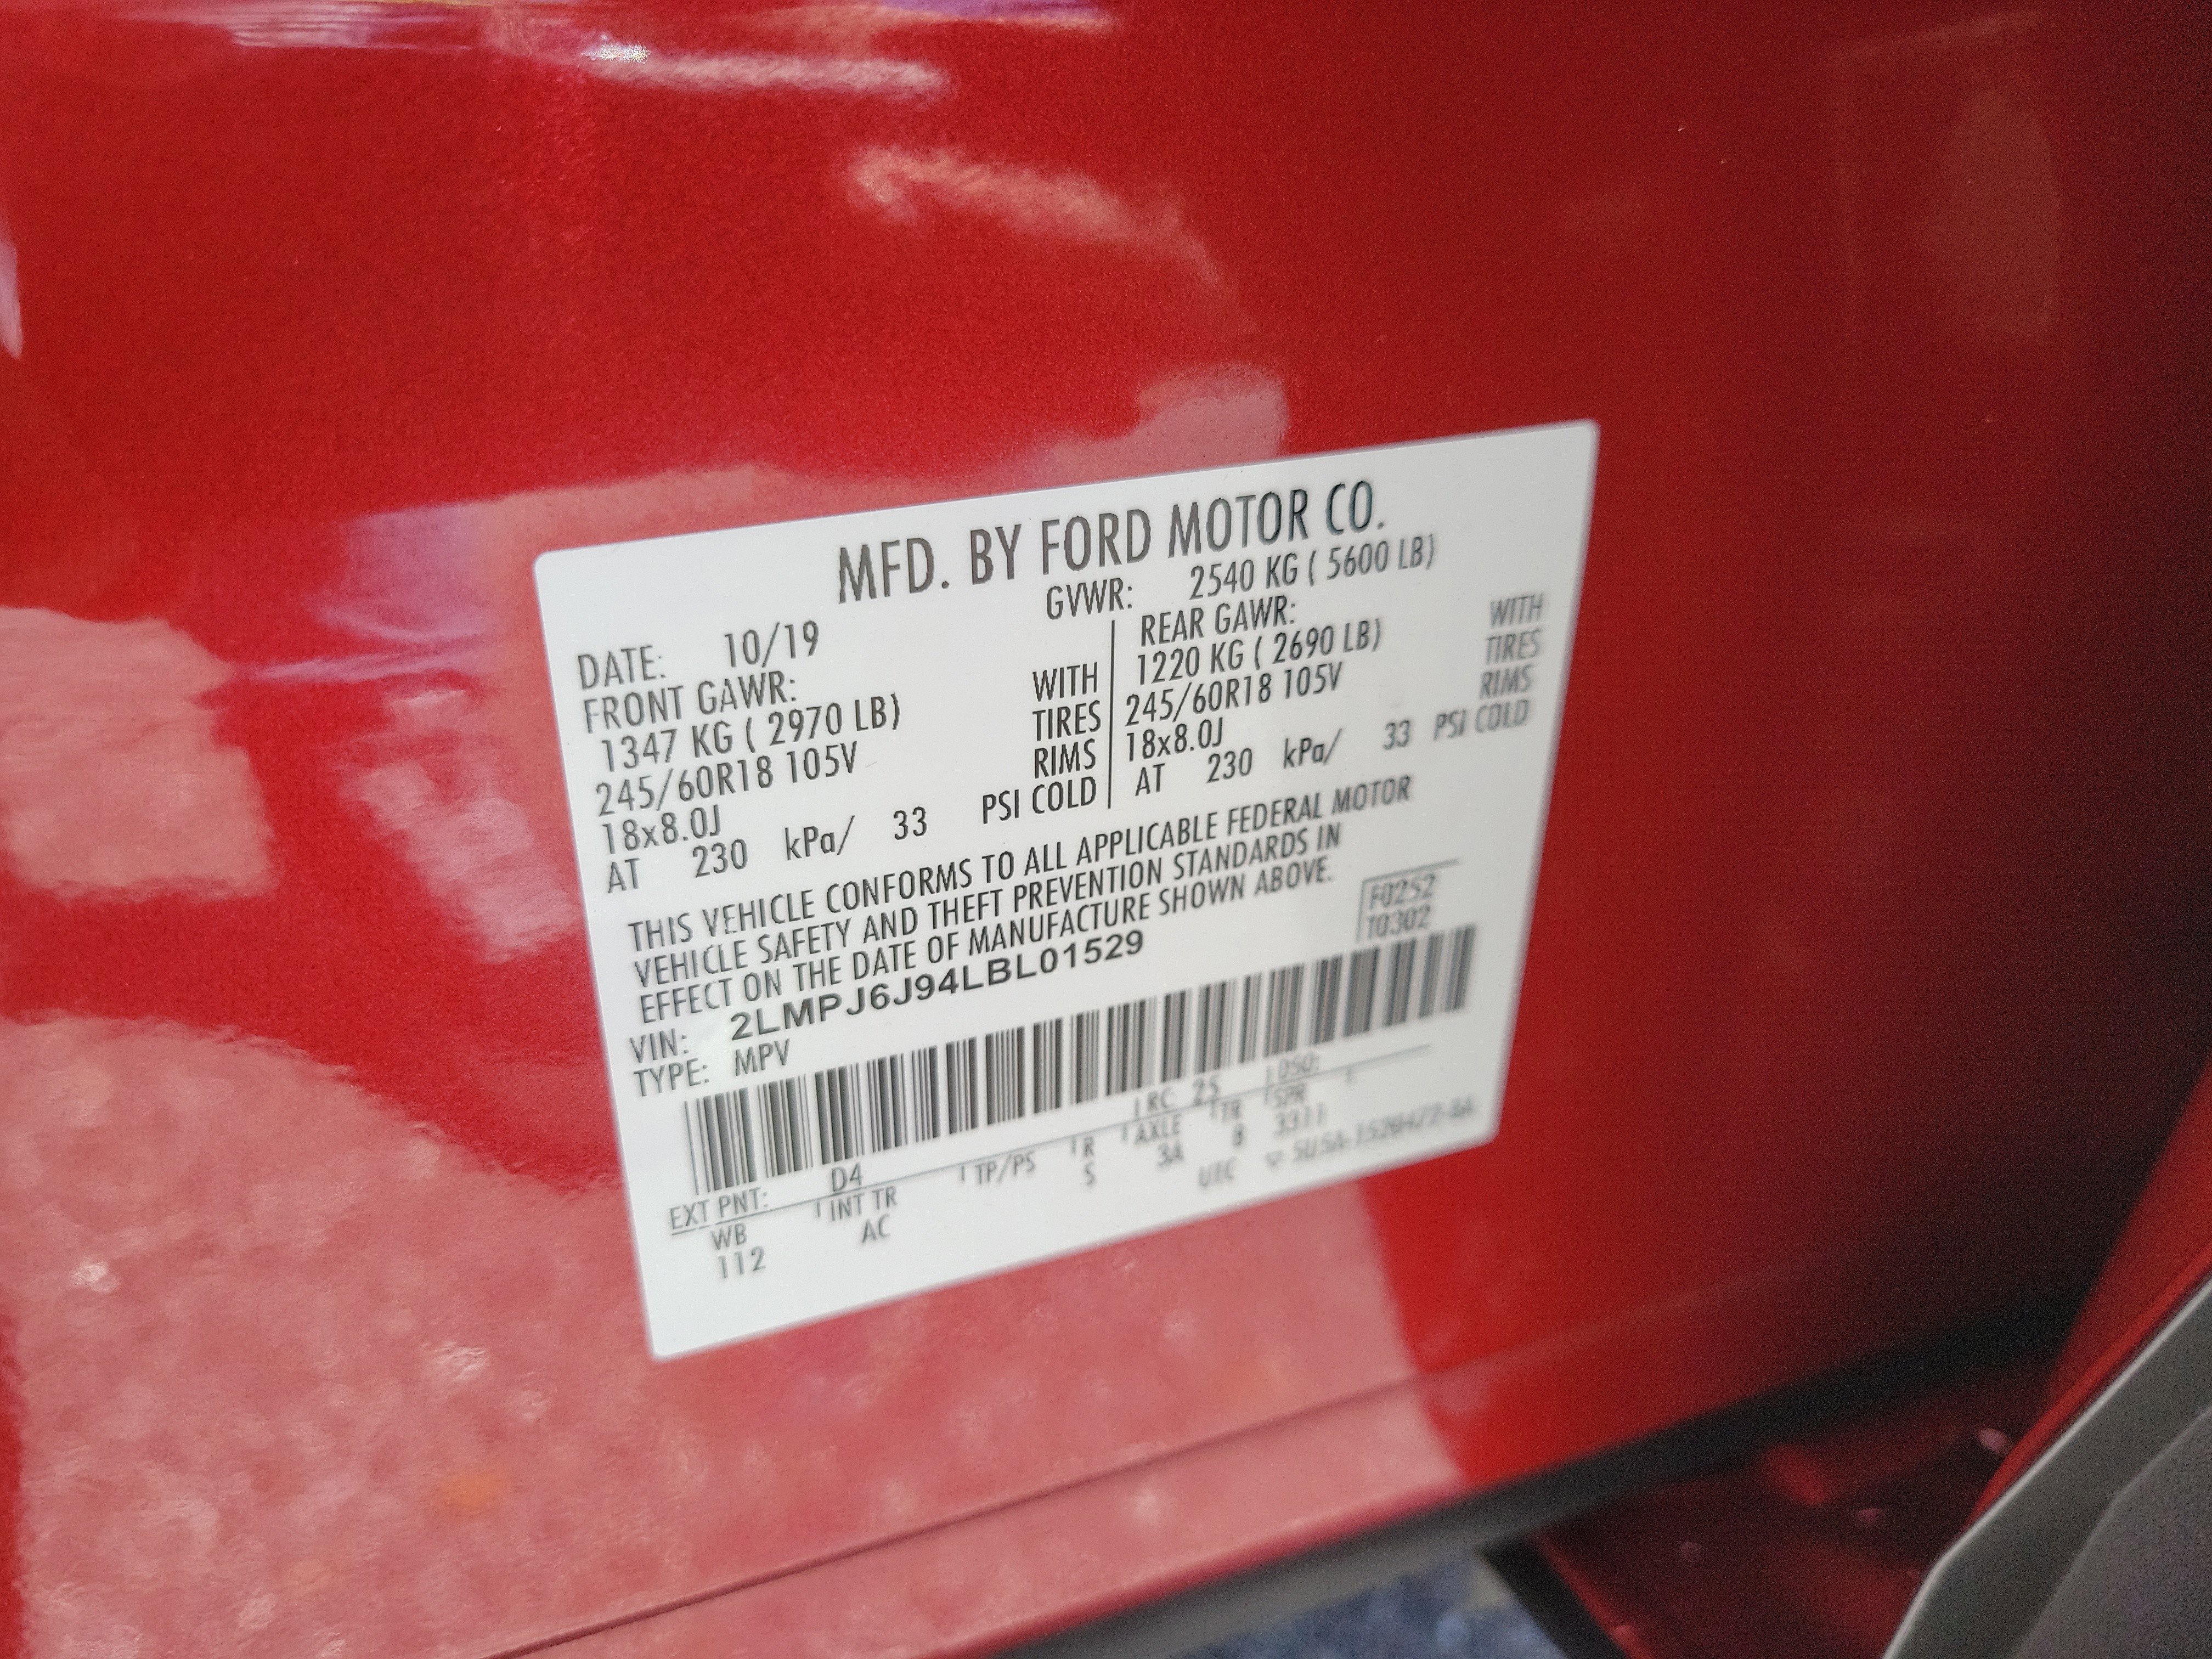 MFD. BY FORD MOTOR CO.
DATE: 10/19 GVWR: 2540 KG ( 5600 LB)
FRONT GAWR: REAR GAWR:
1347 KG ( 2970 LB) WITH 1220 KG ( 2690 LB) WITH
245/60R18 105V TIRES 245/60R18 105V TIRES
18x8.0J RIMS 18x8.0J RIMS
AT 230 kPa/ 33 PSI COLD AT 230 kPa/ 33 PSI COLD
THIS VEHICLE CONFORMS TO ALL APPLICABLE FEDERAL MOTOR
VEHICLE SAFETY AND THEFT PREVENTION STANDARDS IN
EFFECT ON THE DATE OF MANUFACTURE SHOWN ABOVE.
F0252
T0302
VIN: 2LMPJ6J94LBL01529
TYPE: MPV
EXT PNT: D4 RC 25 DSO:
WB INT TR TP/PS R AXLE TR SPR
112 AC S 3A 8 3311
UTC